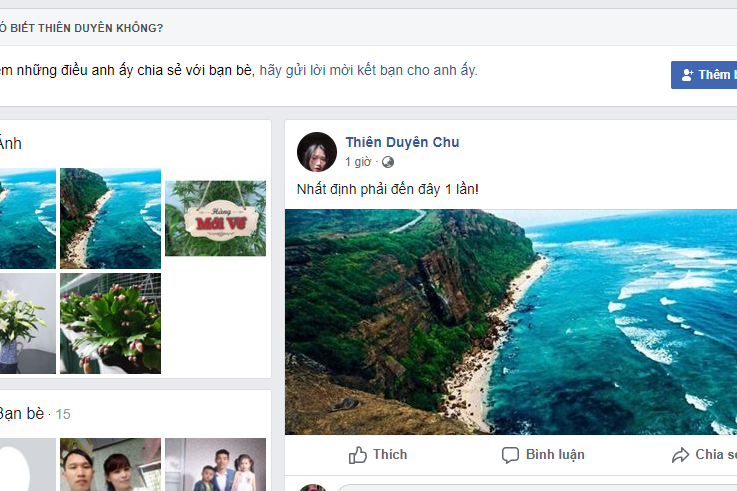 Ó BIẾT THIÊN DUYÊN KHÔNG?
em những điều anh ấy chia sẻ với bạn bè, hãy gửi lời mời kết bạn cho anh ấy.
Thêm b
Ảnh
Hàng
Mới Về
Bạn bè · 15
Thiên Duyên Chu
1 giờ ·
Nhất định phải đến đây 1 lần!
Thích
Bình luận
Chia sẻ